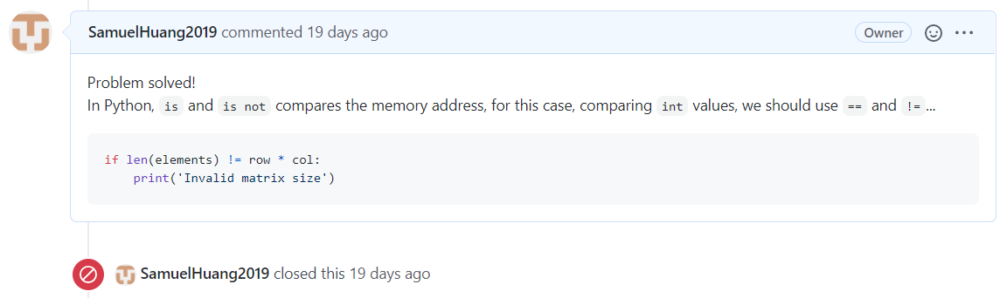 SamuelHuang2019 commented 19 days ago Owner
Problem solved!
In Python, is and is not compares the memory address, for this case, comparing int values, we should use == and != ...
if len(elements) != row * col:
    print('Invalid matrix size')
SamuelHuang2019 closed this 19 days ago